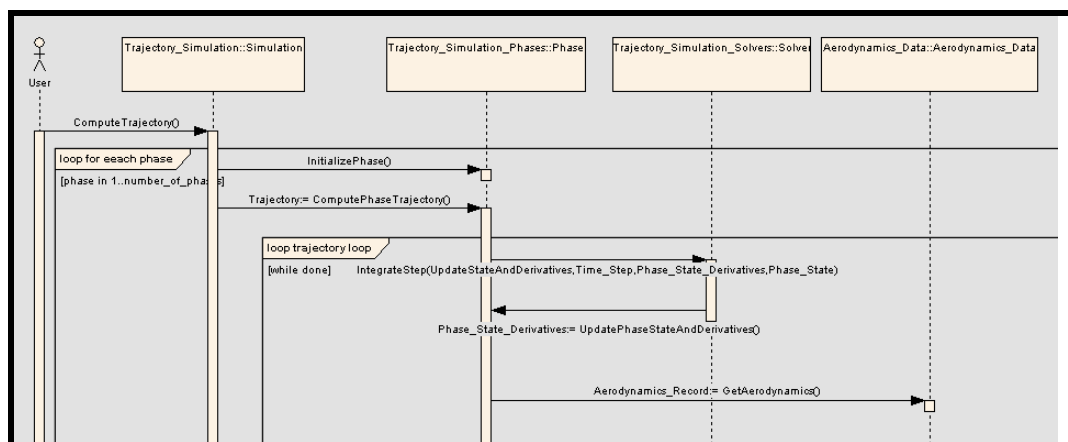 Trajectory_Simulation::Simulation
Trajectory_Simulation_Phases::Phase
Trajectory_Simulation_Solvers::Solver
Aerodynamics_Data::Aerodynamics_Data
User
ComputeTrajectory()
loop for eeach phase
InitializePhase()
[phase in 1..number_of_phases]
Trajectory:= ComputePhaseTrajectory()
loop trajectory loop
[while done]
IntegrateStep(UpdateStateAndDerivatives,Time_Step,Phase_State_Derivatives,Phase_State)
Phase_State_Derivatives:= UpdatePhaseStateAndDerivatives()
Aerodynamics_Record:= GetAerodynamics()